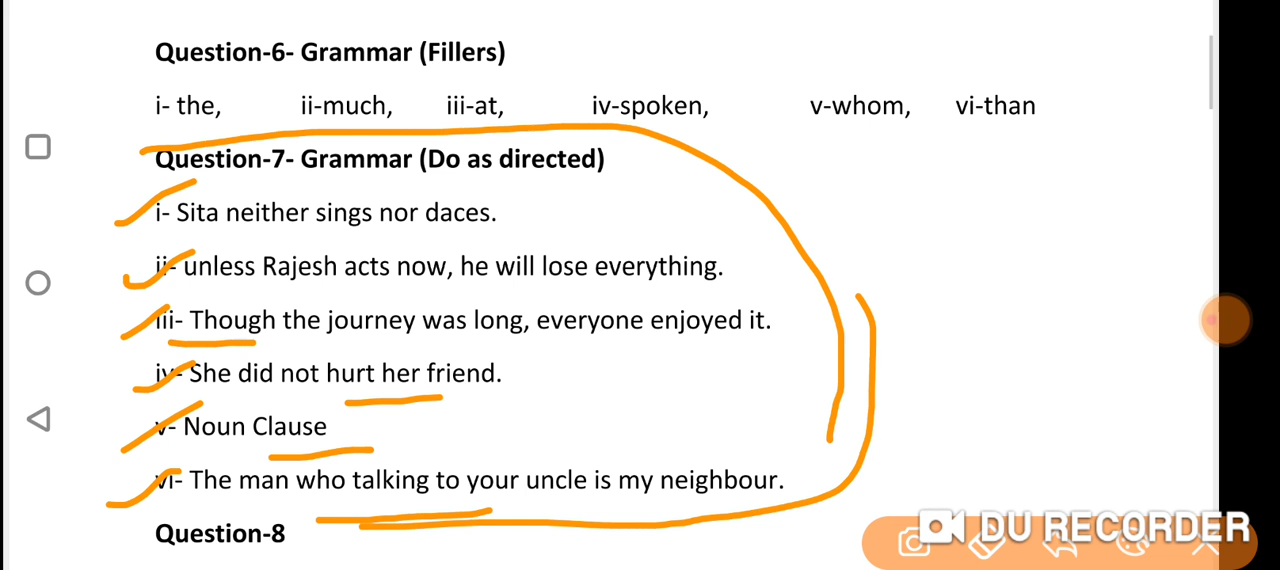 Question-6- Grammar (Fillers)
i- the, ii-much, iii-at, iv-spoken, v-whom, vi-than
Question-7- Grammar (Do as directed)
i- Sita neither sings nor daces.
ii- unless Rajesh acts now, he will lose everything.
iii- Though the journey was long, everyone enjoyed it.
iv- She did not hurt her friend.
v- Noun Clause
vi- The man who talking to your uncle is my neighbour.
Question-8
DU RECORDER